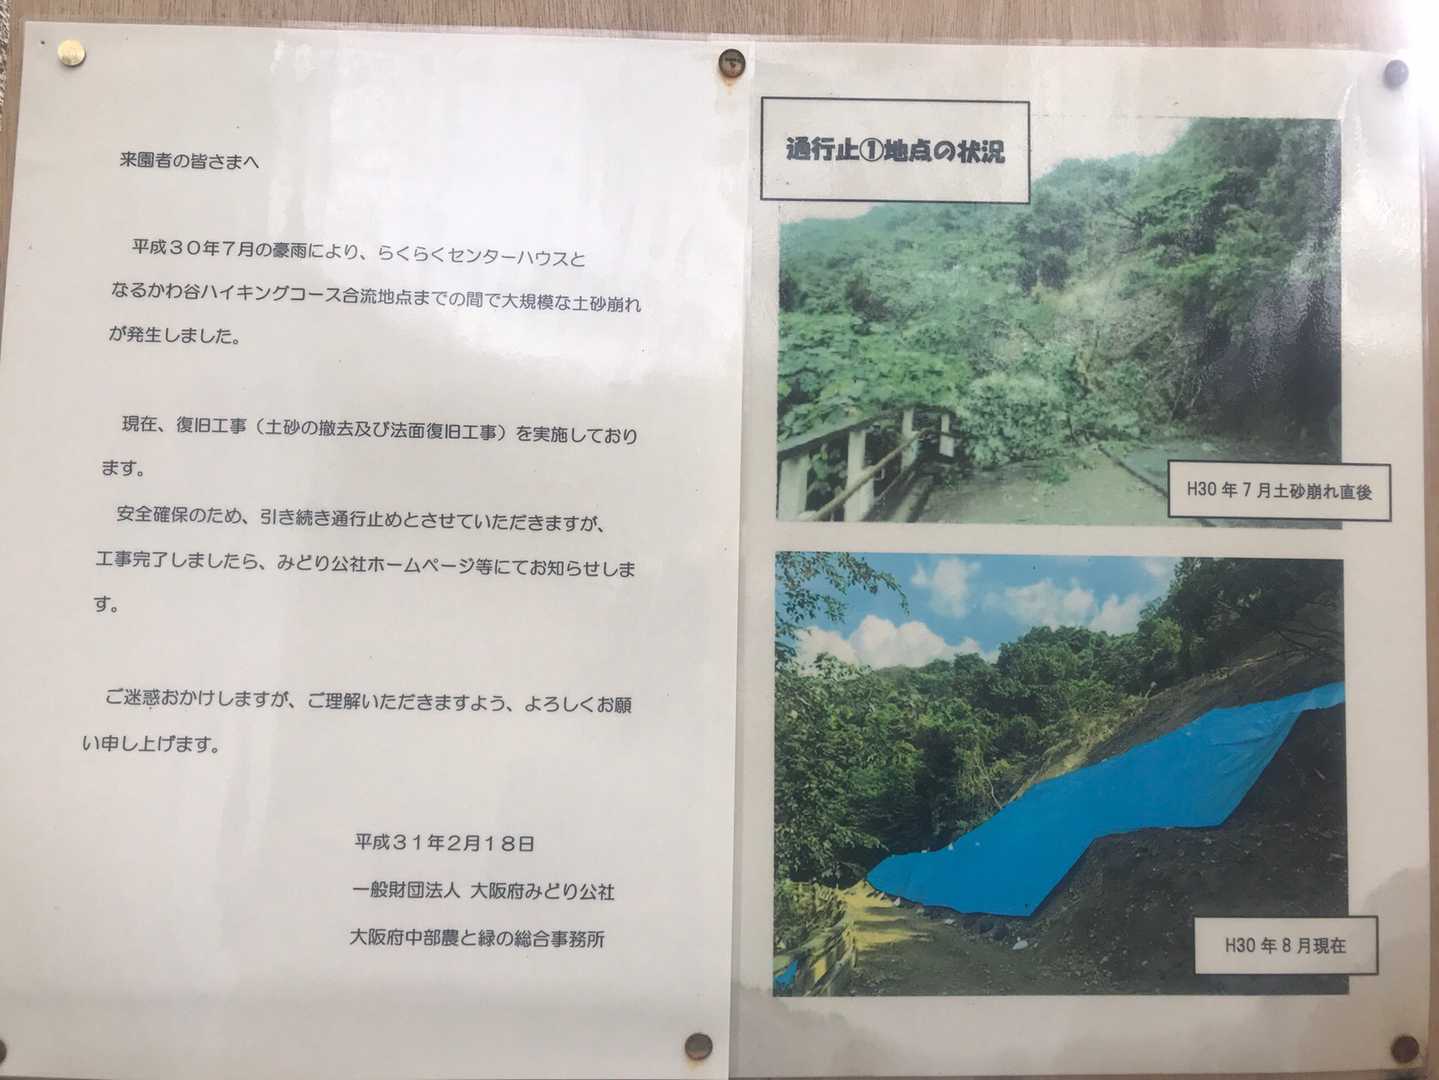 来園者の皆さまへ
平成30年7月の豪雨により、らくらくセンターハウスと
なるかわ谷ハイキングコース合流地点までの間で大規模な土砂崩れ
が発生しました。
現在、復旧工事（土砂の撤去及び法面復旧工事）を実施しており
ます。
安全確保のため、引き続き通行止めとさせていただきますが、
工事完了しましたら、みどり公社ホームページ等にてお知らせしま
す。
ご迷惑おかけしますが、ご理解いただきますよう、よろしくお願
い申し上げます。
平成31年2月18日
一般財団法人 大阪府みどり公社
大阪府中部農と緑の総合事務所
通行止①地点の状況
H30年7月土砂崩れ直後
H30年8月現在